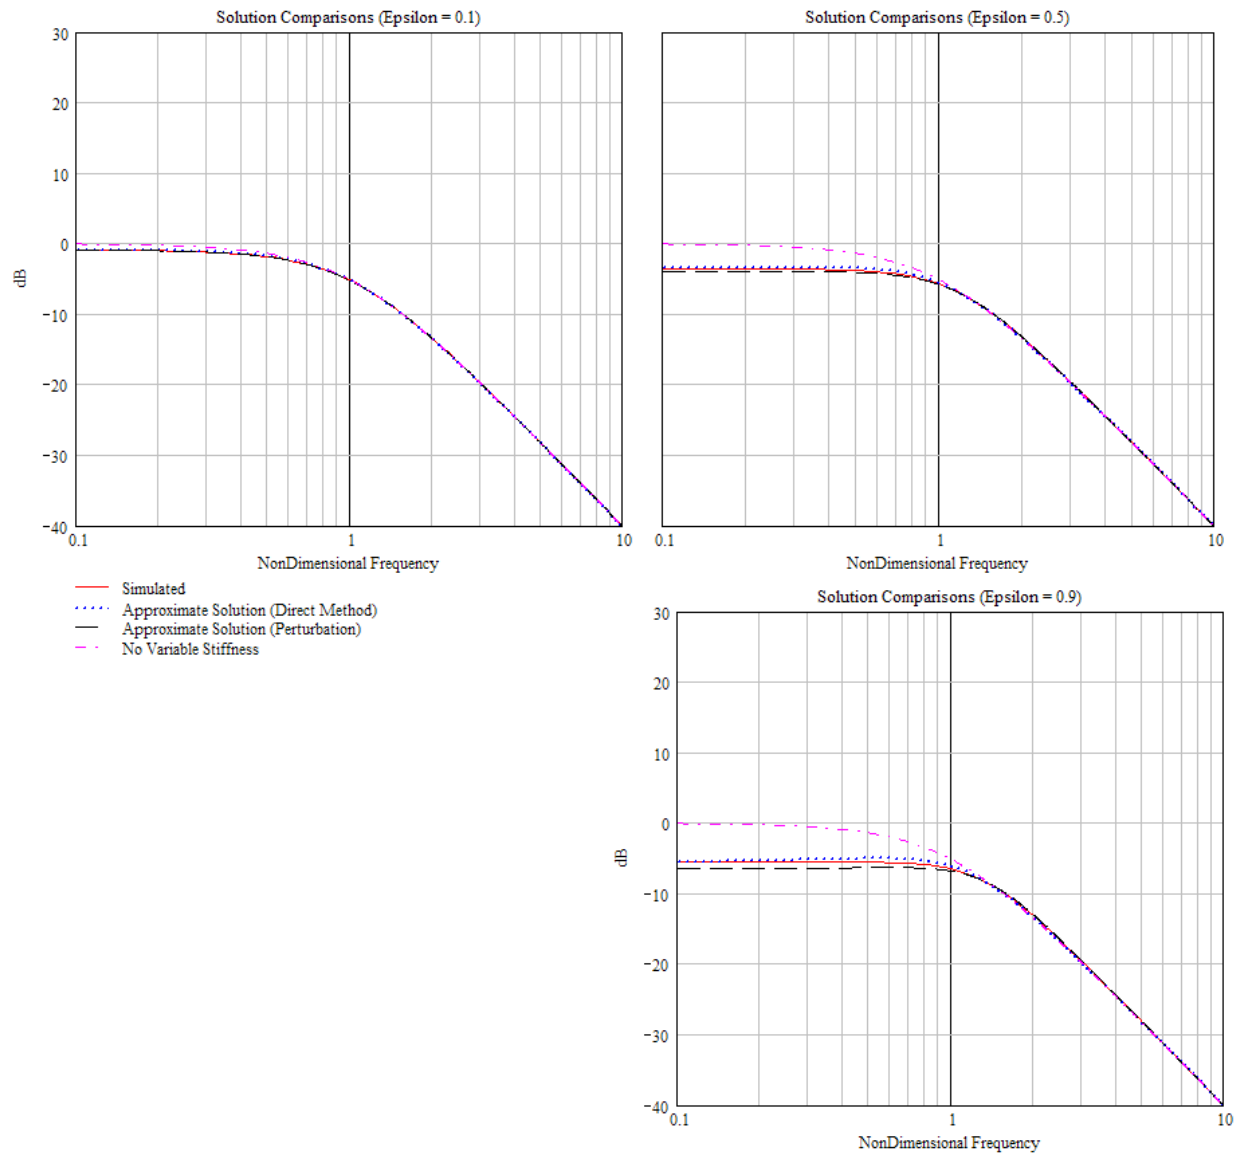 Solution Comparisons (Epsilon = 0.1)
30
20
10
0
dB
−10
−20
−30
−40
0.1
1
10
NonDimensional Frequency
Solution Comparisons (Epsilon = 0.5)
0.1
1
10
NonDimensional Frequency
Simulated
Approximate Solution (Direct Method)
Approximate Solution (Perturbation)
No Variable Stiffness
Solution Comparisons (Epsilon = 0.9)
30
20
10
0
dB
−10
−20
−30
−40
0.1
1
10
NonDimensional Frequency